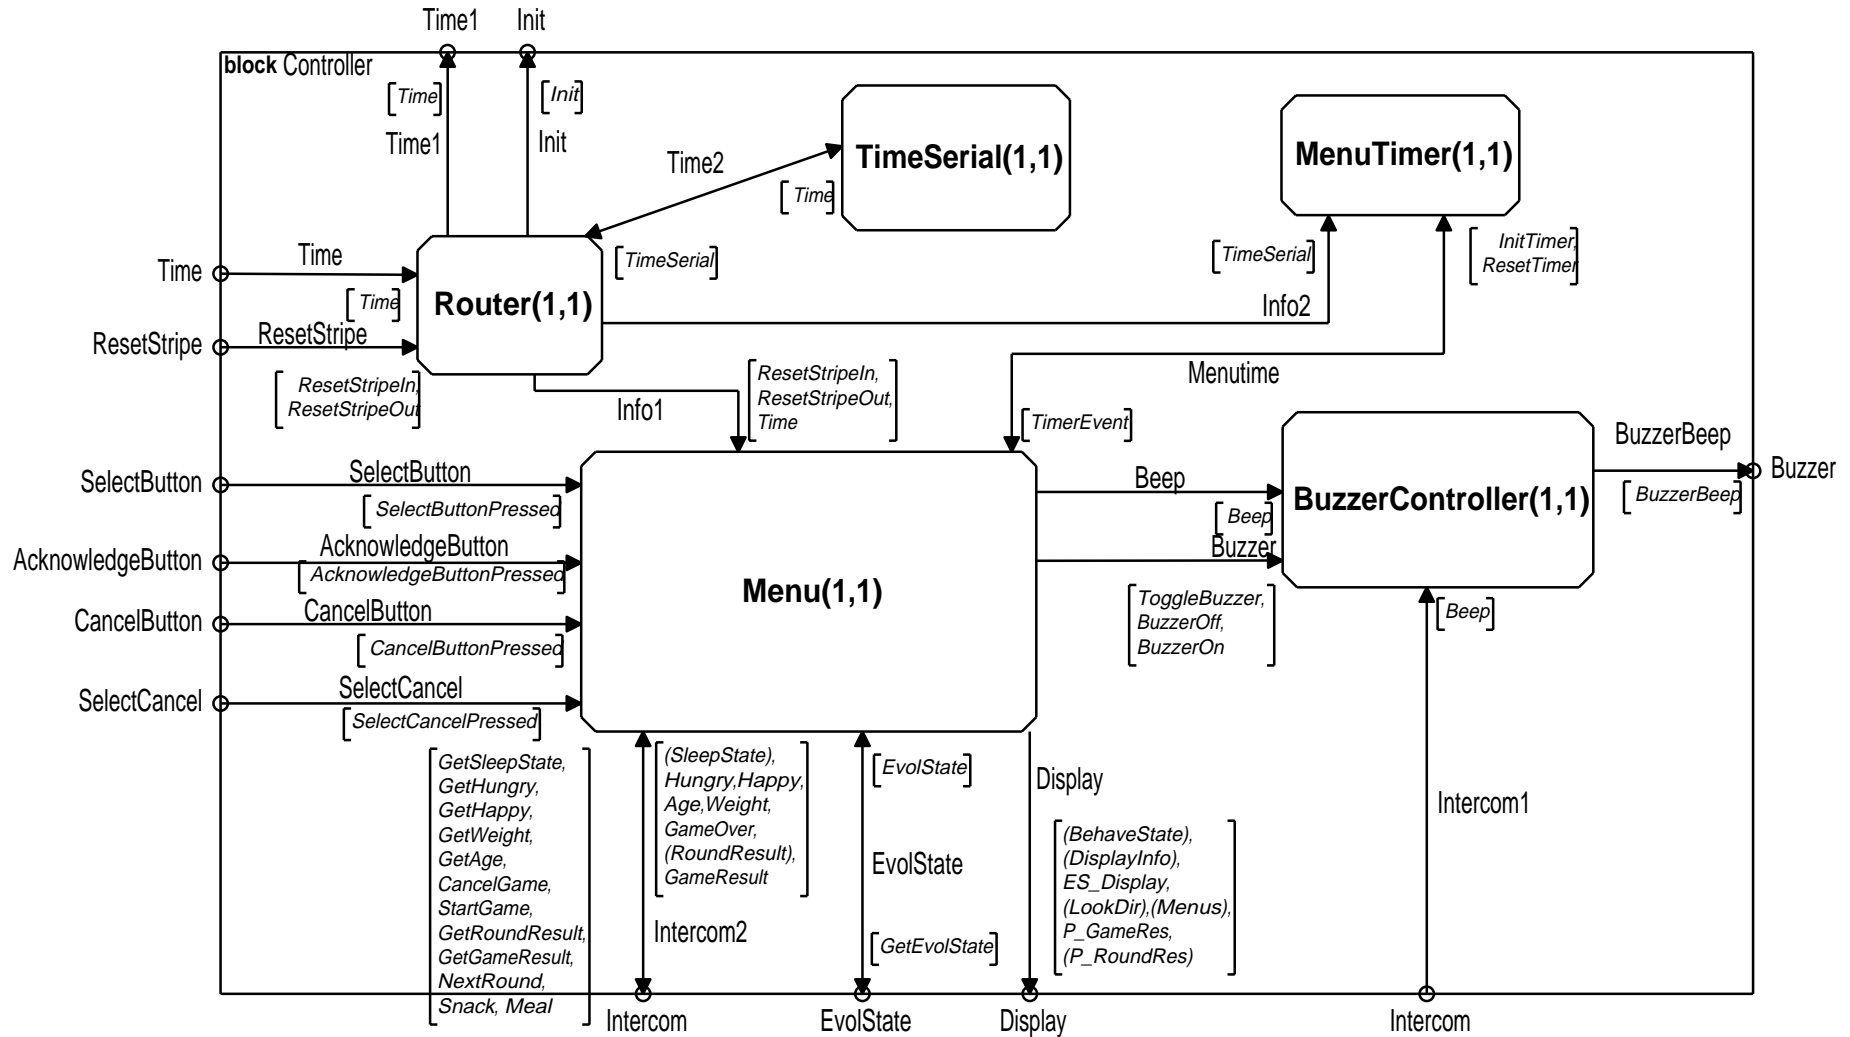 Time1
Init
block Controller
[Time]
[Init]
Time1
Init
Time2
TimeSerial(1,1)
MenuTimer(1,1)
[Time]
[TimeSerial]
[TimeSerial]
[InitTimer,
ResetTimer]
Time
Time
[Time]
Router(1,1)
Info2
ResetStripe
ResetStripe
[ResetStripeIn,
ResetStripeOut]
Info1
[ResetStripeIn,
ResetStripeOut,
Time]
Menutime
[TimerEvent]
BuzzerBeep
Buzzer
[BuzzerBeep]
SelectButton
SelectButton
[SelectButtonPressed]
Beep
[Beep]
BuzzerController(1,1)
AcknowledgeButton
AcknowledgeButton
[AcknowledgeButtonPressed]
Buzzer
Menu(1,1)
[ToggleBuzzer,
BuzzerOff,
BuzzerOn]
[Beep]
CancelButton
CancelButton
[CancelButtonPressed]
SelectCancel
SelectCancel
[SelectCancelPressed]
[GetSleepState,
GetHungry,
GetHappy,
GetWeight,
GetAge,
CancelGame,
StartGame,
GetRoundResult,
GetGameResult,
NextRound,
Snack, Meal]
[(SleepState),
Hungry,Happy,
Age,Weight,
GameOver,
(RoundResult),
GameResult]
Intercom2
[EvolState]
EvolState
[GetEvolState]
Display
[(BehaveState),
(DisplayInfo),
ES_Display,
(LookDir),(Menus),
P_GameRes,
(P_RoundRes)]
Intercom1
Intercom
EvolState
Display
Intercom